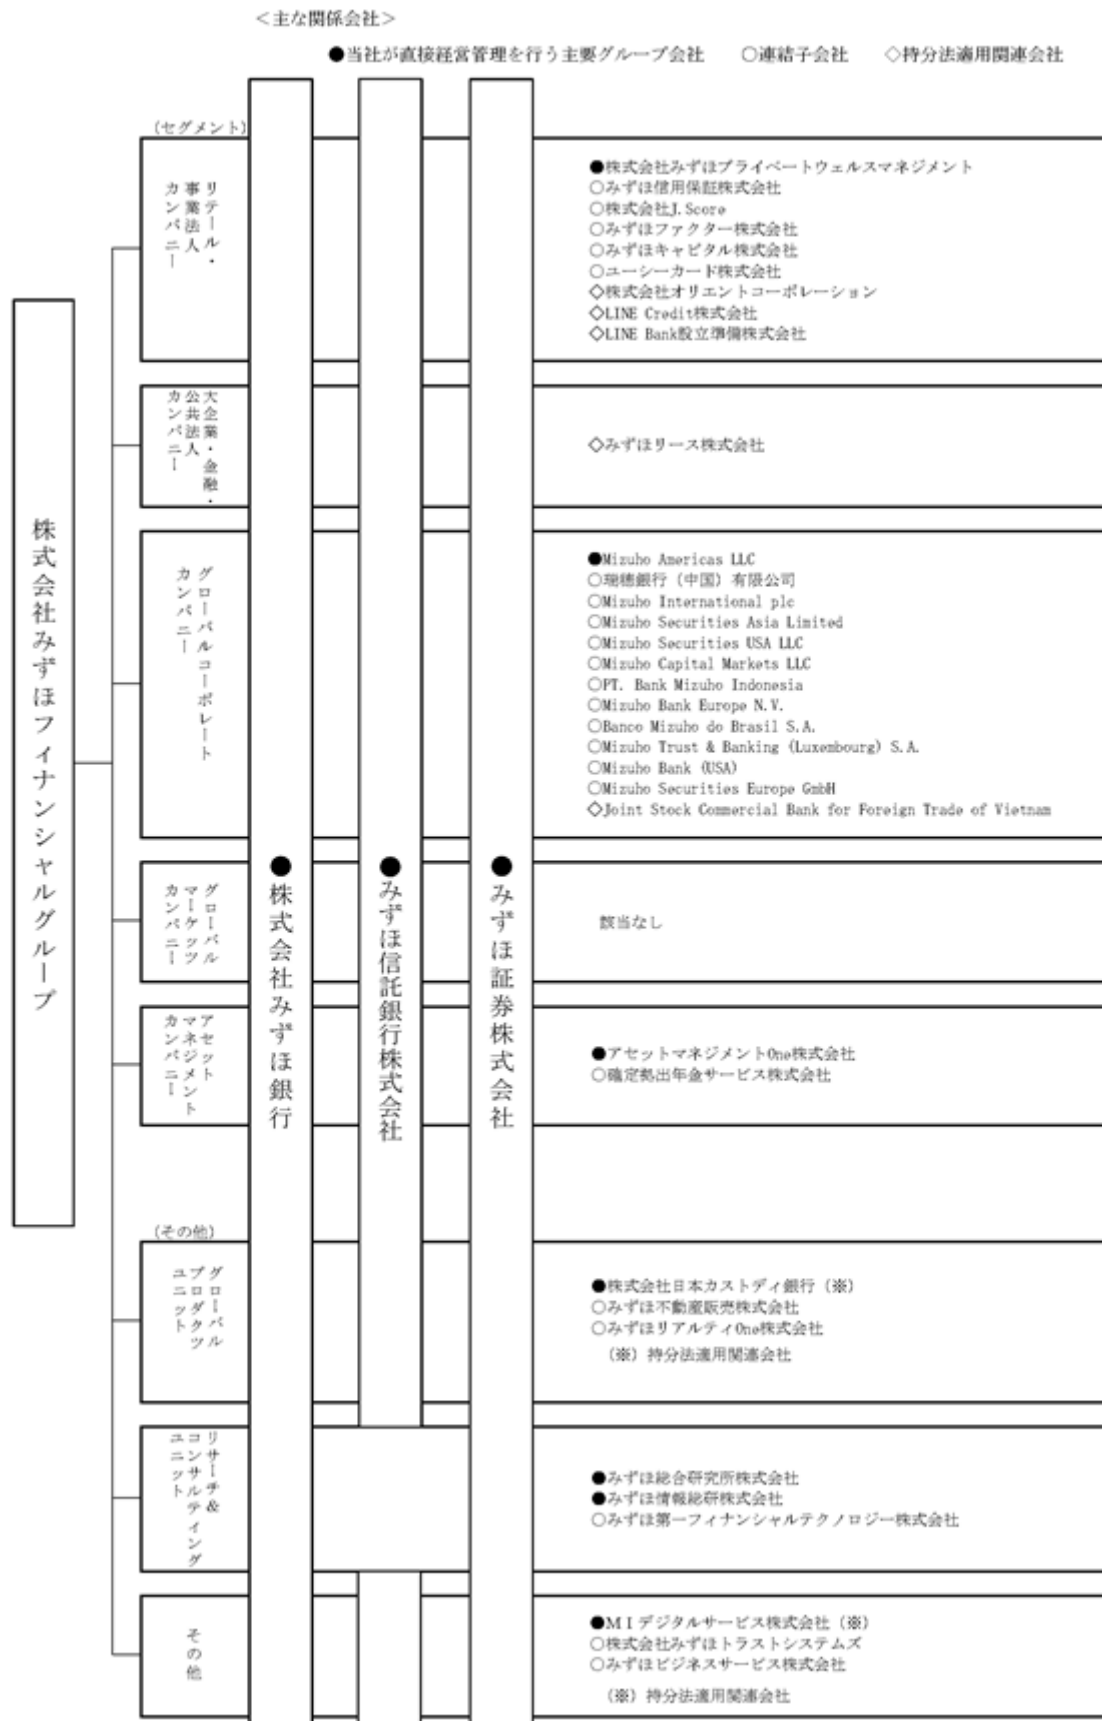 ＜主な関係会社＞
●当社が直接経営管理を行う主要グループ会社　○連結子会社　◇持分法適用関連会社
株式会社みずほフィナンシャルグループ
(セグメント)
●株式会社みずほ銀行
●みずほ信託銀行株式会社
●みずほ証券株式会社
リテール・
事業法人
カンパニー
●株式会社みずほプライベートウェルスマネジメント
○みずほ信用保証株式会社
○株式会社J.Score
○みずほファクター株式会社
○みずほキャピタル株式会社
○ユーシーカード株式会社
◇株式会社オリエントコーポレーション
◇LINE Credit株式会社
◇LINE Bank設立準備株式会社
大企業・金融・
公共法人
カンパニー
◇みずほリース株式会社
グローバルコーポレート
カンパニー
●Mizuho Americas LLC
○瑞穂銀行（中国）有限公司
○Mizuho International plc
○Mizuho Securities Asia Limited
○Mizuho Securities USA LLC
○Mizuho Capital Markets LLC
○PT. Bank Mizuho Indonesia
○Mizuho Bank Europe N.V.
○Banco Mizuho do Brasil S.A.
○Mizuho Trust & Banking (Luxembourg) S.A.
○Mizuho Bank (USA)
○Mizuho Securities Europe GmbH
◇Joint Stock Commercial Bank for Foreign Trade of Vietnam
グローバル
マーケッツ
カンパニー
該当なし
アセット
マネジメント
カンパニー
●アセットマネジメントOne株式会社
○確定拠出年金サービス株式会社
(その他)
グローバル
プロダクツ
ユニット
●株式会社日本カストディ銀行（※）
○みずほ不動産販売株式会社
○みずほリアルティOne株式会社
（※）持分法適用関連会社
リサーチ＆
コンサルティング
ユニット
●みずほ総合研究所株式会社
●みずほ情報総研株式会社
○みずほ第一フィナンシャルテクノロジー株式会社
その他
●ＭＩデジタルサービス株式会社（※）
○株式会社みずほトラストシステムズ
○みずほビジネスサービス株式会社
（※）持分法適用関連会社